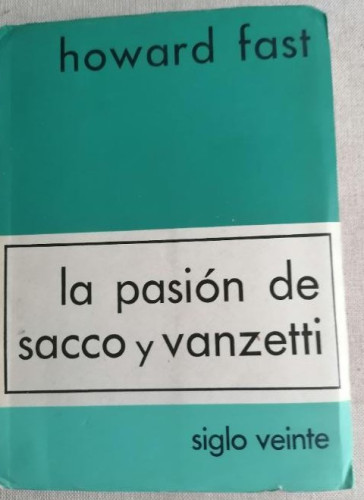 howard fast
la pasión de
sacco y vanzetti
siglo veinte